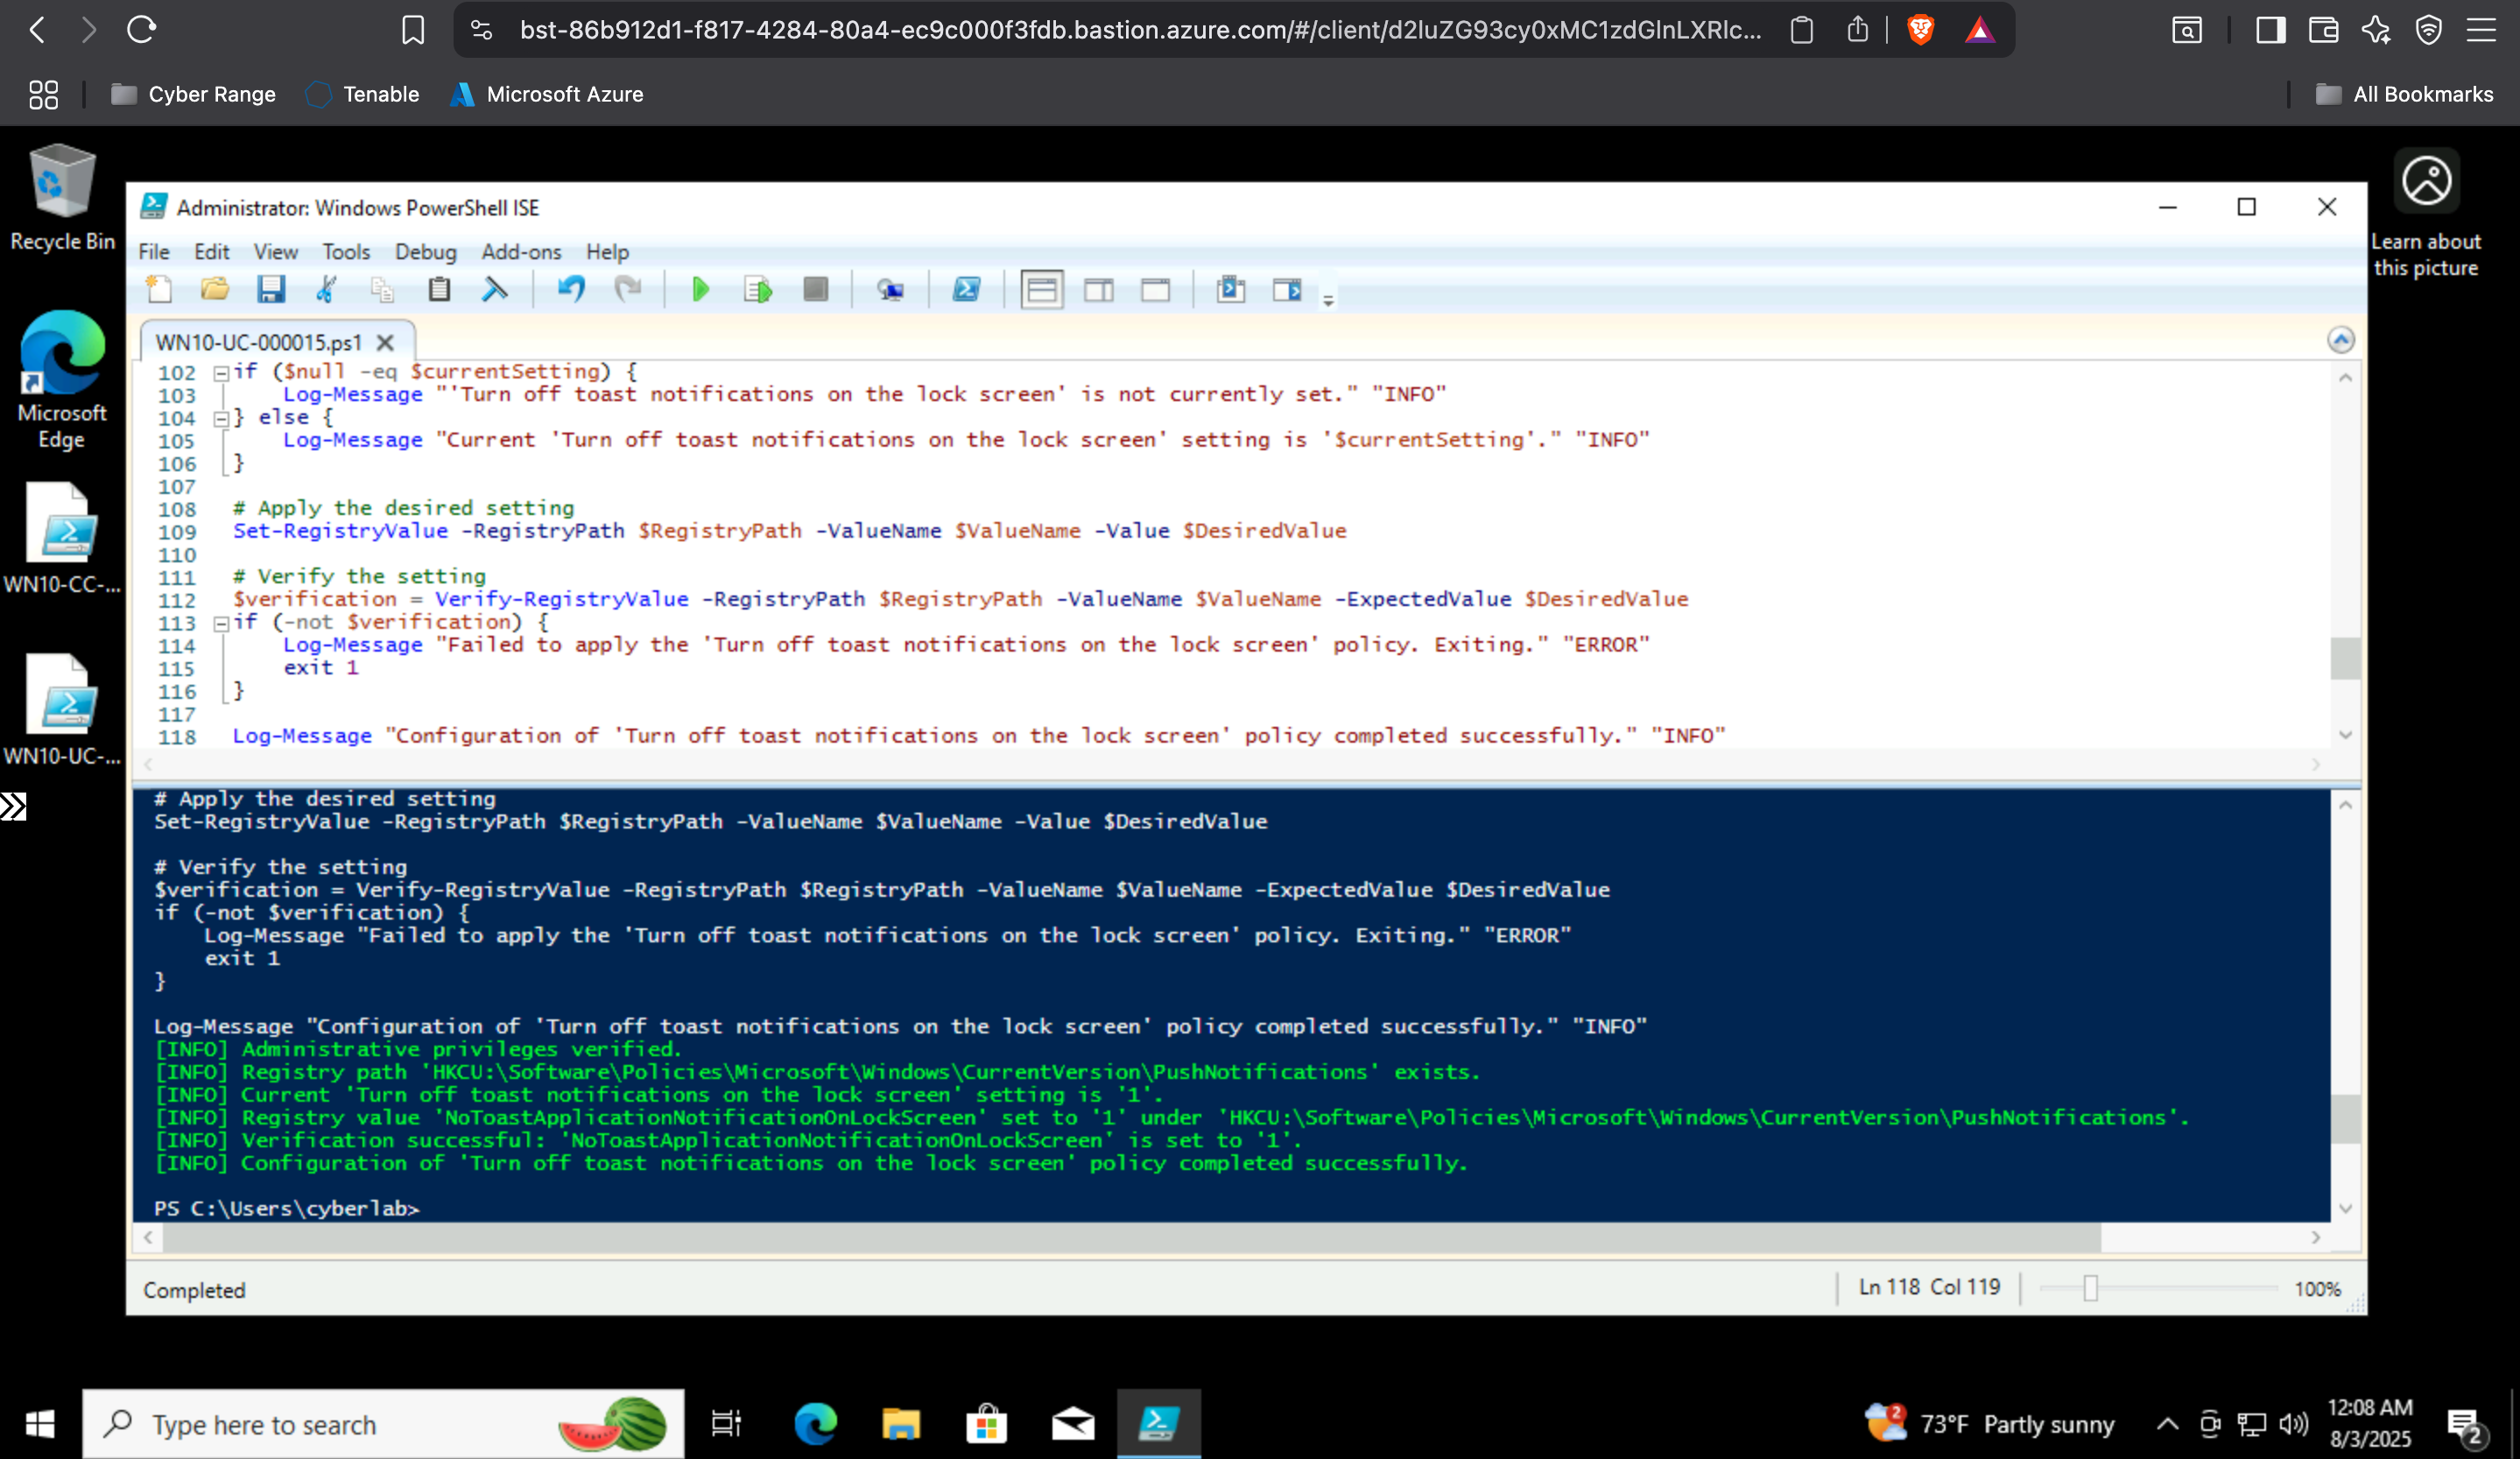 bst-86b912d1-f817-4284-80a4-ec9c000f3fdb.bastion.azure.com/#/client/d2luZG93cy0xMC1zdGlnLXRlc...
Cyber Range
Tenable
Microsoft Azure
All Bookmarks
Recycle Bin
Microsoft Edge
WN10-CC-...
WN10-UC-...
Learn about
this picture
Administrator: Windows PowerShell ISE
File Edit View Tools Debug Add-ons Help
WN10-UC-000015.ps1
102 if ($null -eq $currentSetting) {
103 Log-Message "'Turn off toast notifications on the lock screen' is not currently set." "INFO"
104 } else {
105 Log-Message "Current 'Turn off toast notifications on the lock screen' setting is '$currentSetting'." "INFO"
106 }
107
108 # Apply the desired setting
109 Set-RegistryValue -RegistryPath $RegistryPath -ValueName $ValueName -Value $DesiredValue
110
111 # Verify the setting
112 $verification = Verify-RegistryValue -RegistryPath $RegistryPath -ValueName $ValueName -ExpectedValue $DesiredValue
113 if (-not $verification) {
114 Log-Message "Failed to apply the 'Turn off toast notifications on the lock screen' policy. Exiting." "ERROR"
115 exit 1
116 }
117
118 Log-Message "Configuration of 'Turn off toast notifications on the lock screen' policy completed successfully." "INFO"
# Apply the desired setting
Set-RegistryValue -RegistryPath $RegistryPath -ValueName $ValueName -Value $DesiredValue
# Verify the setting
$verification = Verify-RegistryValue -RegistryPath $RegistryPath -ValueName $ValueName -ExpectedValue $DesiredValue
if (-not $verification) {
Log-Message "Failed to apply the 'Turn off toast notifications on the lock screen' policy. Exiting." "ERROR"
exit 1
}
Log-Message "Configuration of 'Turn off toast notifications on the lock screen' policy completed successfully." "INFO"
[INFO] Administrative privileges verified.
[INFO] Registry path 'HKCU:\Software\Policies\Microsoft\Windows\CurrentVersion\PushNotifications' exists.
[INFO] Current 'Turn off toast notifications on the lock screen' setting is '1'.
[INFO] Registry value 'NoToastApplicationNotificationOnLockScreen' set to '1' under 'HKCU:\Software\Policies\Microsoft\Windows\CurrentVersion\PushNotifications'.
[INFO] Verification successful: 'NoToastApplicationNotificationOnLockScreen' is set to '1'.
[INFO] Configuration of 'Turn off toast notifications on the lock screen' policy completed successfully.
PS C:\Users\cyberlab>
Completed
Ln 118 Col 119
100%
Type here to search
2
73°F Partly sunny
12:08 AM
8/3/2025
2